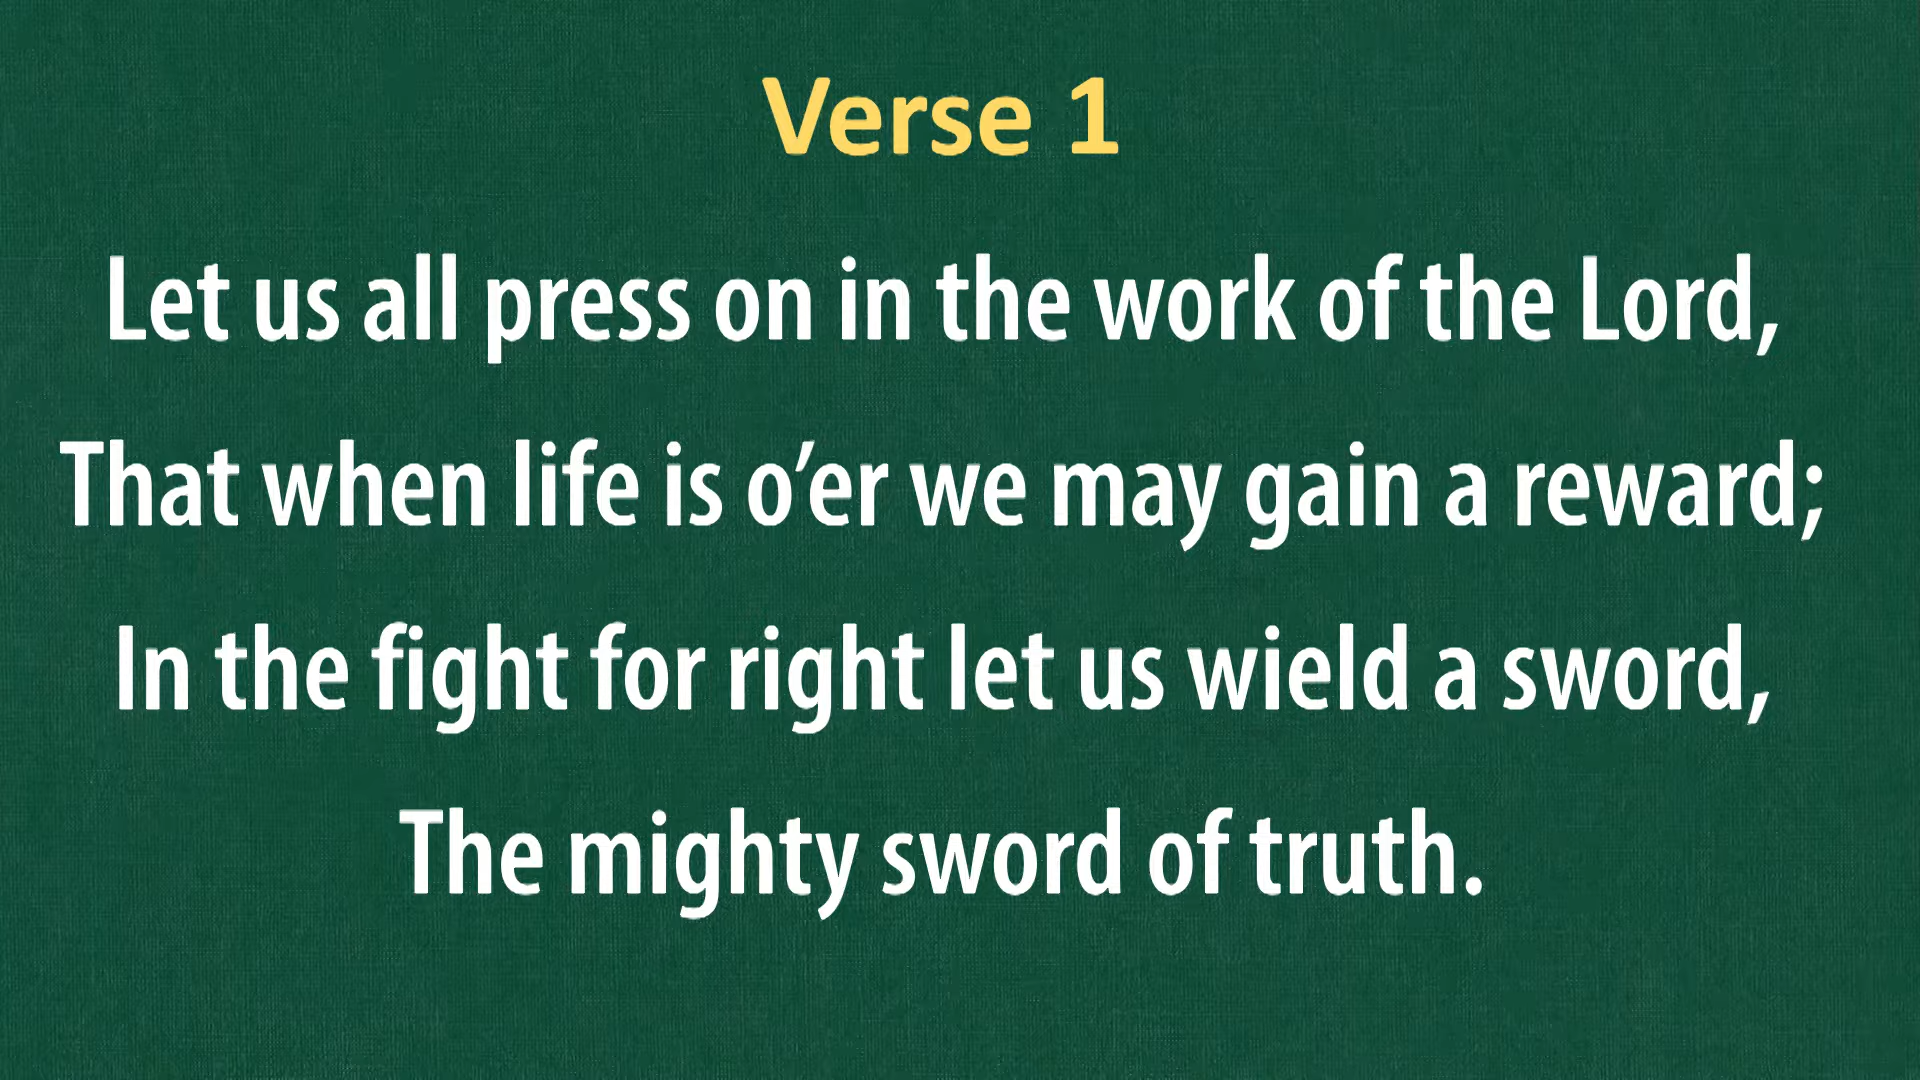 Verse 1
Let us all press on in the work of the Lord,
That when life is o’er we may gain a reward;
In the fight for right let us wield a sword,
The mighty sword of truth.